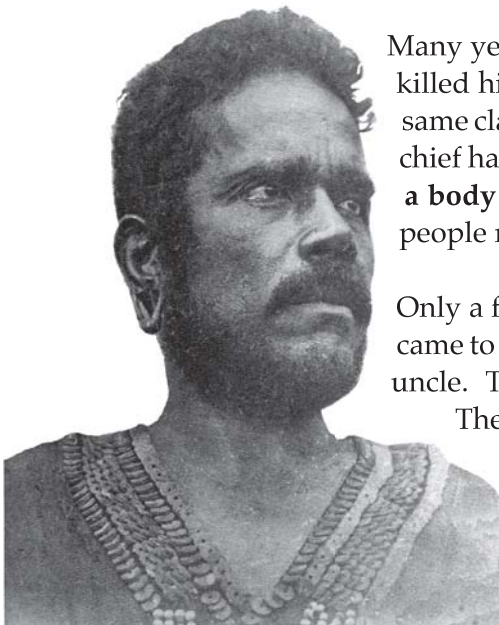 Many ye
killed hi
same cla
chief ha
a body
people
Only a f
came to
uncle. T
The